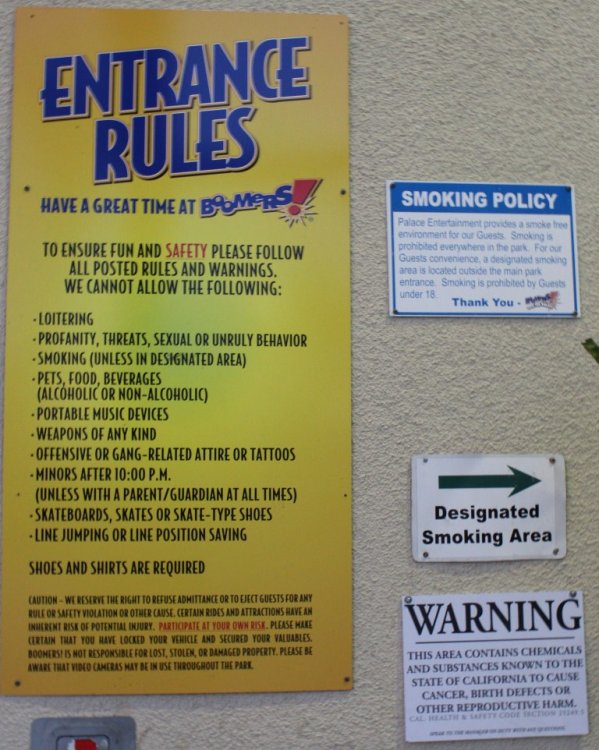 ENTRANCE
RULES
HAVE A GREAT TIME AT BOOMERS!
TO ENSURE FUN AND SAFETY PLEASE FOLLOW
ALL POSTED RULES AND WARNINGS.
WE CANNOT ALLOW THE FOLLOWING:
· LOITERING
· PROFANITY, THREATS, SEXUAL OR UNRULY BEHAVIOR
· SMOKING (UNLESS IN DESIGNATED AREA)
· PETS, FOOD, BEVERAGES
(ALCOHOLIC OR NON-ALCOHOLIC)
· PORTABLE MUSIC DEVICES
· WEAPONS OF ANY KIND
· OFFENSIVE OR GANG-RELATED ATTIRE OR TATTOOS
· MINORS AFTER 10:00 P.M.
(UNLESS WITH A PARENT/GUARDIAN AT ALL TIMES)
· SKATEBOARDS, SKATES OR SKATE-TYPE SHOES
· LINE JUMPING OR LINE POSITION SAVING
SHOES AND SHIRTS ARE REQUIRED
CAUTION – WE RESERVE THE RIGHT TO REFUSE ADMITTANCE OR TO EJECT GUESTS FOR ANY
RULE OR SAFETY VIOLATION OR OTHER CAUSE. CERTAIN RIDES AND ATTRACTIONS HAVE AN
INHERENT RISK OF POTENTIAL INJURY. PARTICIPATE AT YOUR OWN RISK. PLEASE MAKE
CERTAIN THAT YOU HAVE LOCKED YOUR VEHICLE AND SECURED YOUR VALUABLES.
BOOMERS! IS NOT RESPONSIBLE FOR LOST, STOLEN, OR DAMAGED PROPERTY. PLEASE BE
AWARE THAT VIDEO CAMERAS MAY BE IN USE THROUGHOUT THE PARK.
SMOKING POLICY
Palace Entertainment provides a smoke free
environment for our Guests. Smoking is
prohibited everywhere in the park. For our
Guests convenience, a designated smoking
area is located outside the main park
entrance. Smoking is prohibited by Guests
under 18.
Thank You -
Designated
Smoking Area
WARNING
THIS AREA CONTAINS CHEMICALS
AND SUBSTANCES KNOWN TO THE
STATE OF CALIFORNIA TO CAUSE
CANCER, BIRTH DEFECTS OR
OTHER REPRODUCTIVE HARM.
CAL. HEALTH & SAFETY CODE SECTION 25249.5
SPEAK TO THE MANAGER ON DUTY WITH ANY QUESTIONS.